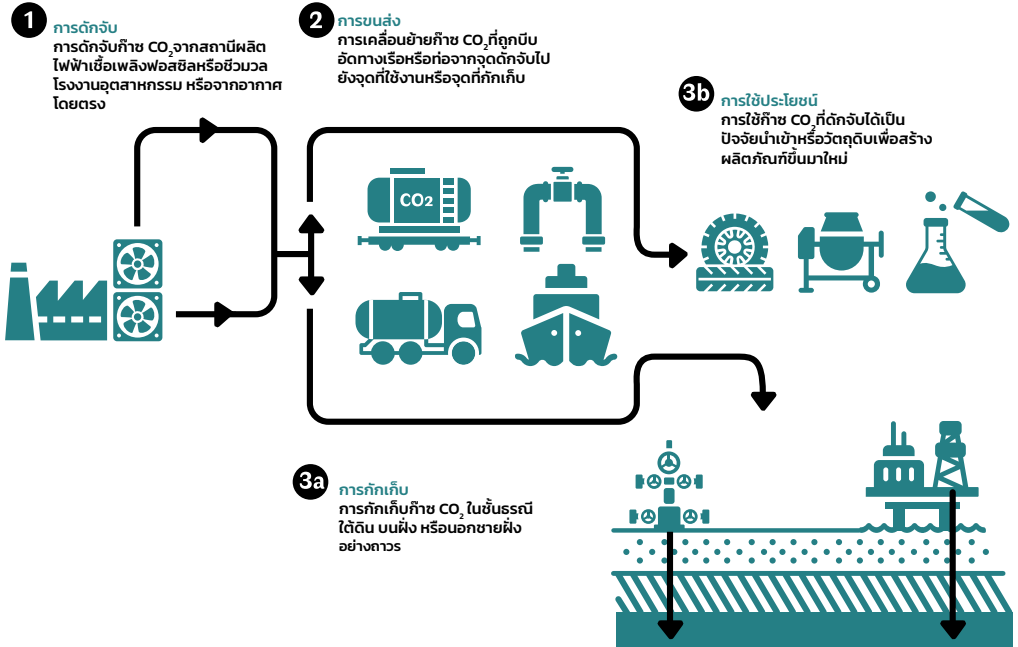 1
การดักจับ
การดักจับก๊าซ CO₂จากสถานีผลิต
ไฟฟ้าเชื้อเพลิงฟอสซิลหรือชีวมวล
โรงงานอุตสาหกรรม หรือจากอากาศ
โดยตรง
2
การขนส่ง
การเคลื่อนย้ายก๊าซ CO₂ที่ถูกบีบ
อัดทางเรือหรือท่อจากจุดดักจับไป
ยังจุดที่ใช้งานหรือจุดที่กักเก็บ
3b
การใช้ประโยชน์
การใช้ก๊าซ CO₂ที่ดักจับได้เป็น
ปัจจัยนำเข้าหรือวัตถุดิบเพื่อสร้าง
ผลิตภัณฑ์ขึ้นมาใหม่
CO2
3a
การกักเก็บ
การกักเก็บก๊าซ CO₂ ในชั้นธรณี
ใต้ดิน บนฝั่ง หรือนอกชายฝั่ง
อย่างถาวร